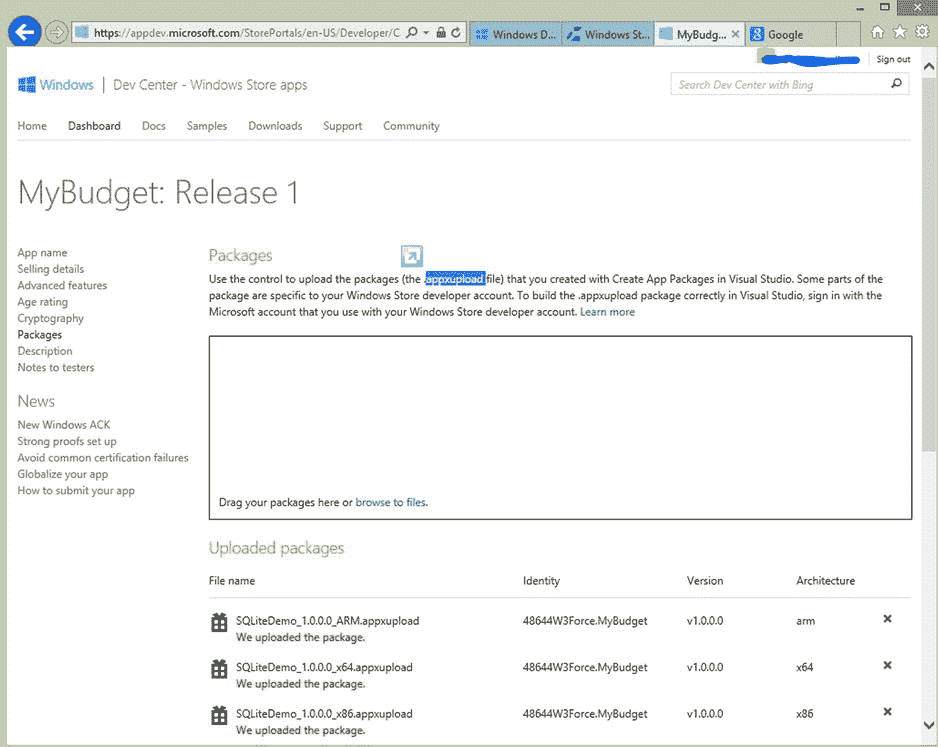 https://appdev.microsoft.com/StorePortals/en-US/Developer/C
Windows D...
Windows St...
MyBudg...
Google
Sign out
Windows | Dev Center - Windows Store apps
Search Dev Center with Bing
Home Dashboard Docs Samples Downloads Support Community
MyBudget: Release 1
App name
Selling details
Advanced features
Age rating
Cryptography
Packages
Description
Notes to testers
News
New Windows ACK
Strong proofs set up
Avoid common certification failures
Globalize your app
How to submit your app
Packages
Use the control to upload the packages (the .appxupload file) that you created with Create App Packages in Visual Studio. Some parts of the
package are specific to your Windows Store developer account. To build the .appxupload package correctly in Visual Studio, sign in with the
Microsoft account that you use with your Windows Store developer account. Learn more
Drag your packages here or browse to files.
Uploaded packages
File name Identity Version Architecture
SQLiteDemo_1.0.0.0_ARM.appxupload 48644W3Force.MyBudget v1.0.0.0 arm
We uploaded the package.
SQLiteDemo_1.0.0.0_x64.appxupload 48644W3Force.MyBudget v1.0.0.0 x64
We uploaded the package.
SQLiteDemo_1.0.0.0_x86.appxupload 48644W3Force.MyBudget v1.0.0.0 x86
We uploaded the package.